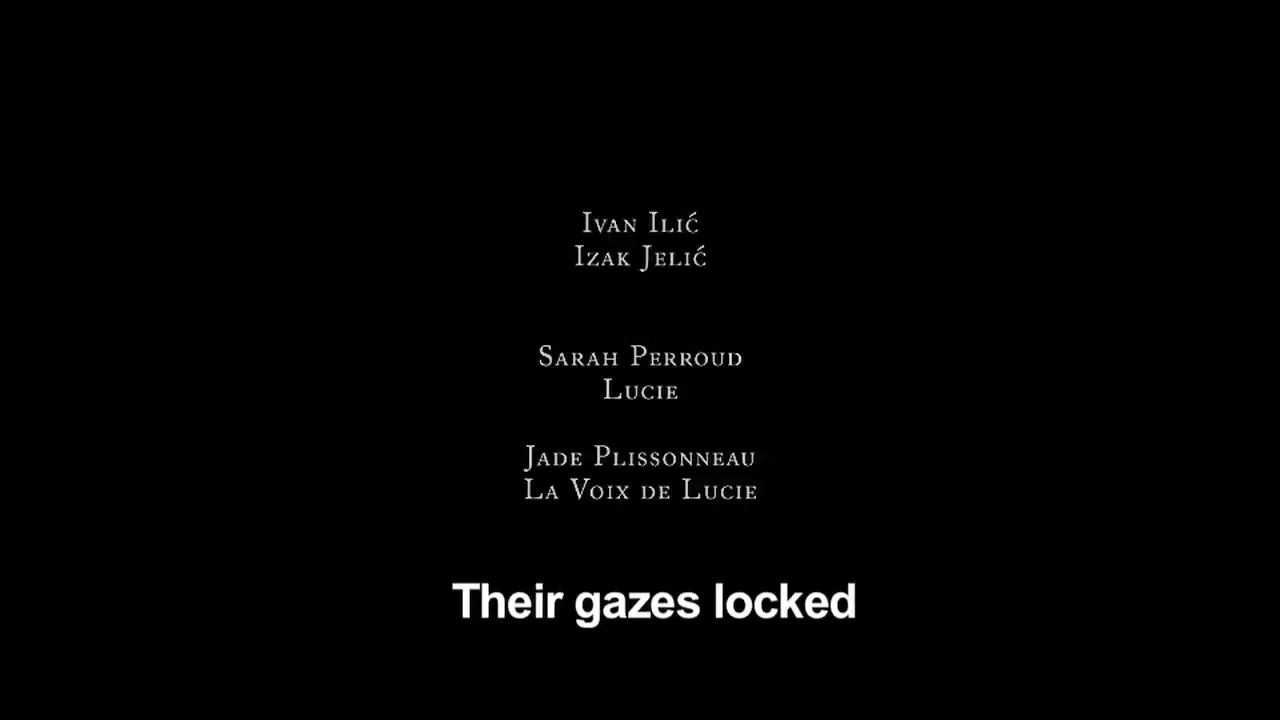 Ivan Ilić
Izak Jelić
Sarah Perroud
Lucie
Jade Plissonneau
La Voix de Lucie
Their gazes locked